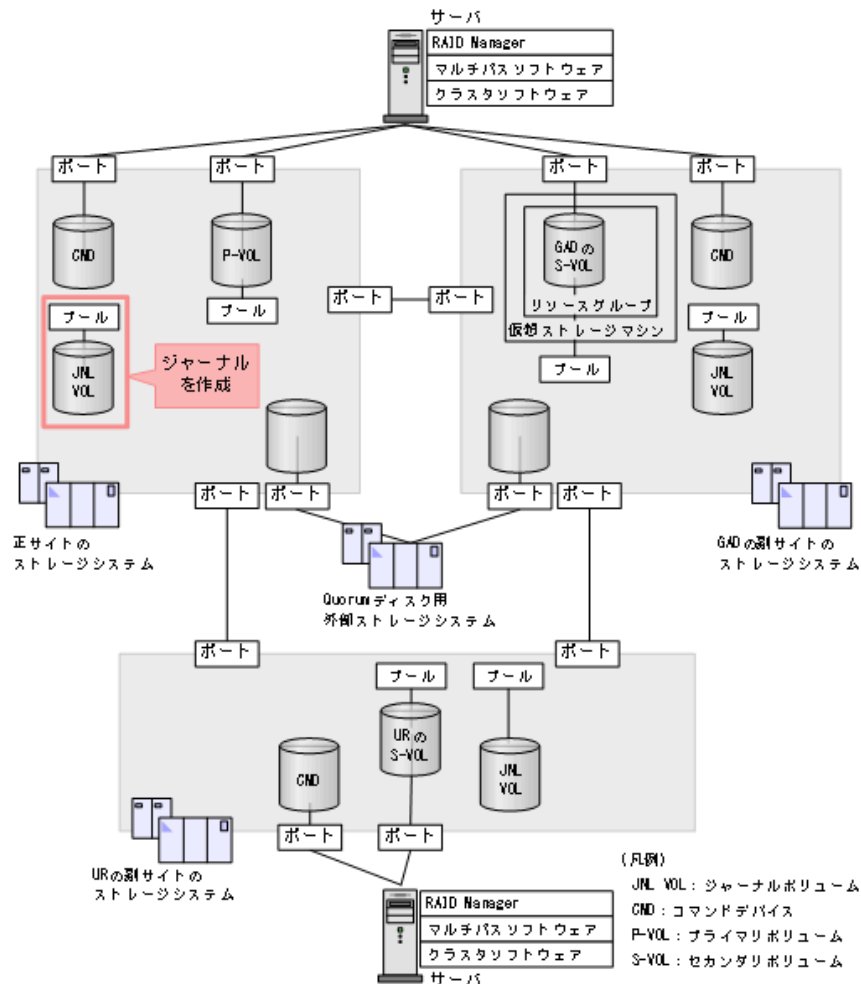 サーバ
RAID Manager
マルチパスソフトウェア
クラスタソフトウェア
ポート
ポート
ポート
ポート
CMD
P-VOL
GADの
S-VOL
CMD
プール
プール
ポート
ポート
リソースグループ
仮想ストレージマシン
プール
プール
JNL
VOL
ジャーナル
を作成
JNL
VOL
ポート
ポート
ポート
ポート
正サイトの
ストレージシステム
Quorumディスク用
外部ストレージシステム
GADの副サイトの
ストレージシステム
ポート
ポート
プール
プール
URの
S-VOL
CMD
JNL
VOL
ポート
ポート
URの副サイトの
ストレージシステム
RAID Manager
マルチパスソフトウェア
クラスタソフトウェア
サーバ
(凡例)
JNL VOL：ジャーナルボリューム
CMD：コマンドデバイス
P-VOL：プライマリボリューム
S-VOL：セカンダリボリューム